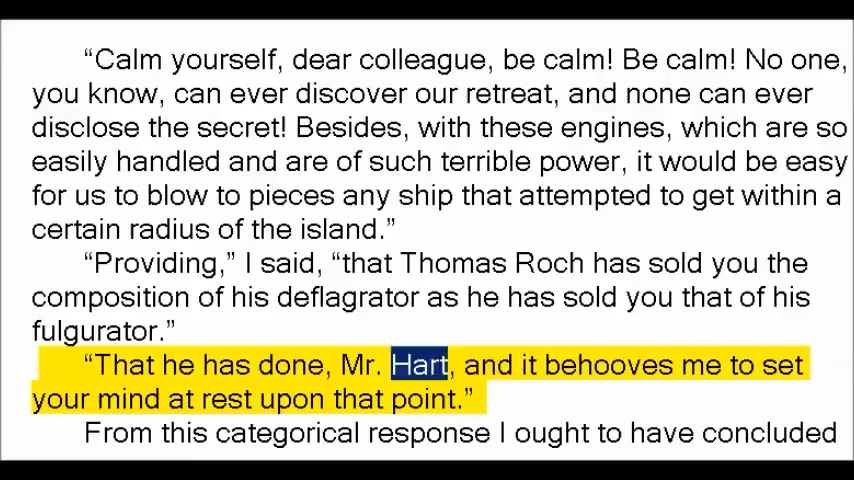 “Calm yourself, dear colleague, be calm! Be calm! No one,
you know, can ever discover our retreat, and none can ever
disclose the secret! Besides, with these engines, which are so
easily handled and are of such terrible power, it would be easy
for us to blow to pieces any ship that attempted to get within a
certain radius of the island.”
“Providing,” I said, “that Thomas Roch has sold you the
composition of his deflagrator as he has sold you that of his
fulgurator.”
“That he has done, Mr. Hart, and it behooves me to set
your mind at rest upon that point.”
From this categorical response I ought to have concluded